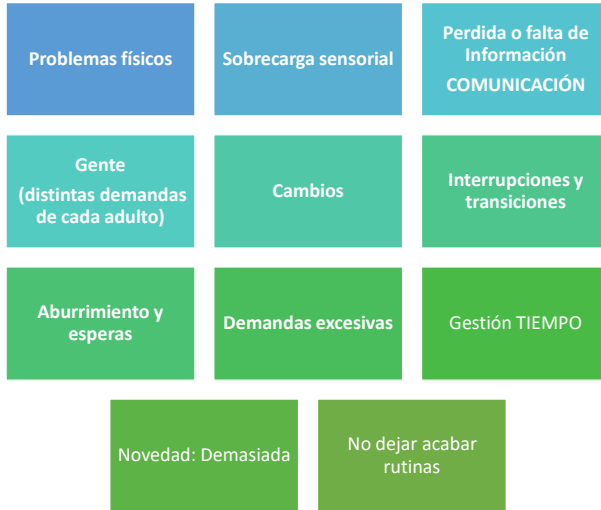 Problemas físicos
Sobrecarga sensorial
Perdida o falta de
Información
COMUNICACIÓN
Gente
(distintas demandas
de cada adulto)
Cambios
Interrupciones y
transiciones
Aburrimiento y
esperas
Demandas excesivas
Gestión TIEMPO
Novedad: Demasiada
No dejar acabar
rutinas